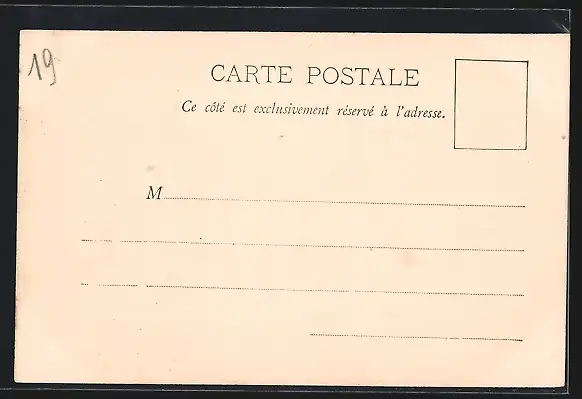 19
CARTE POSTALE
Ce côté est exclusivement réservé à l'adresse.
M